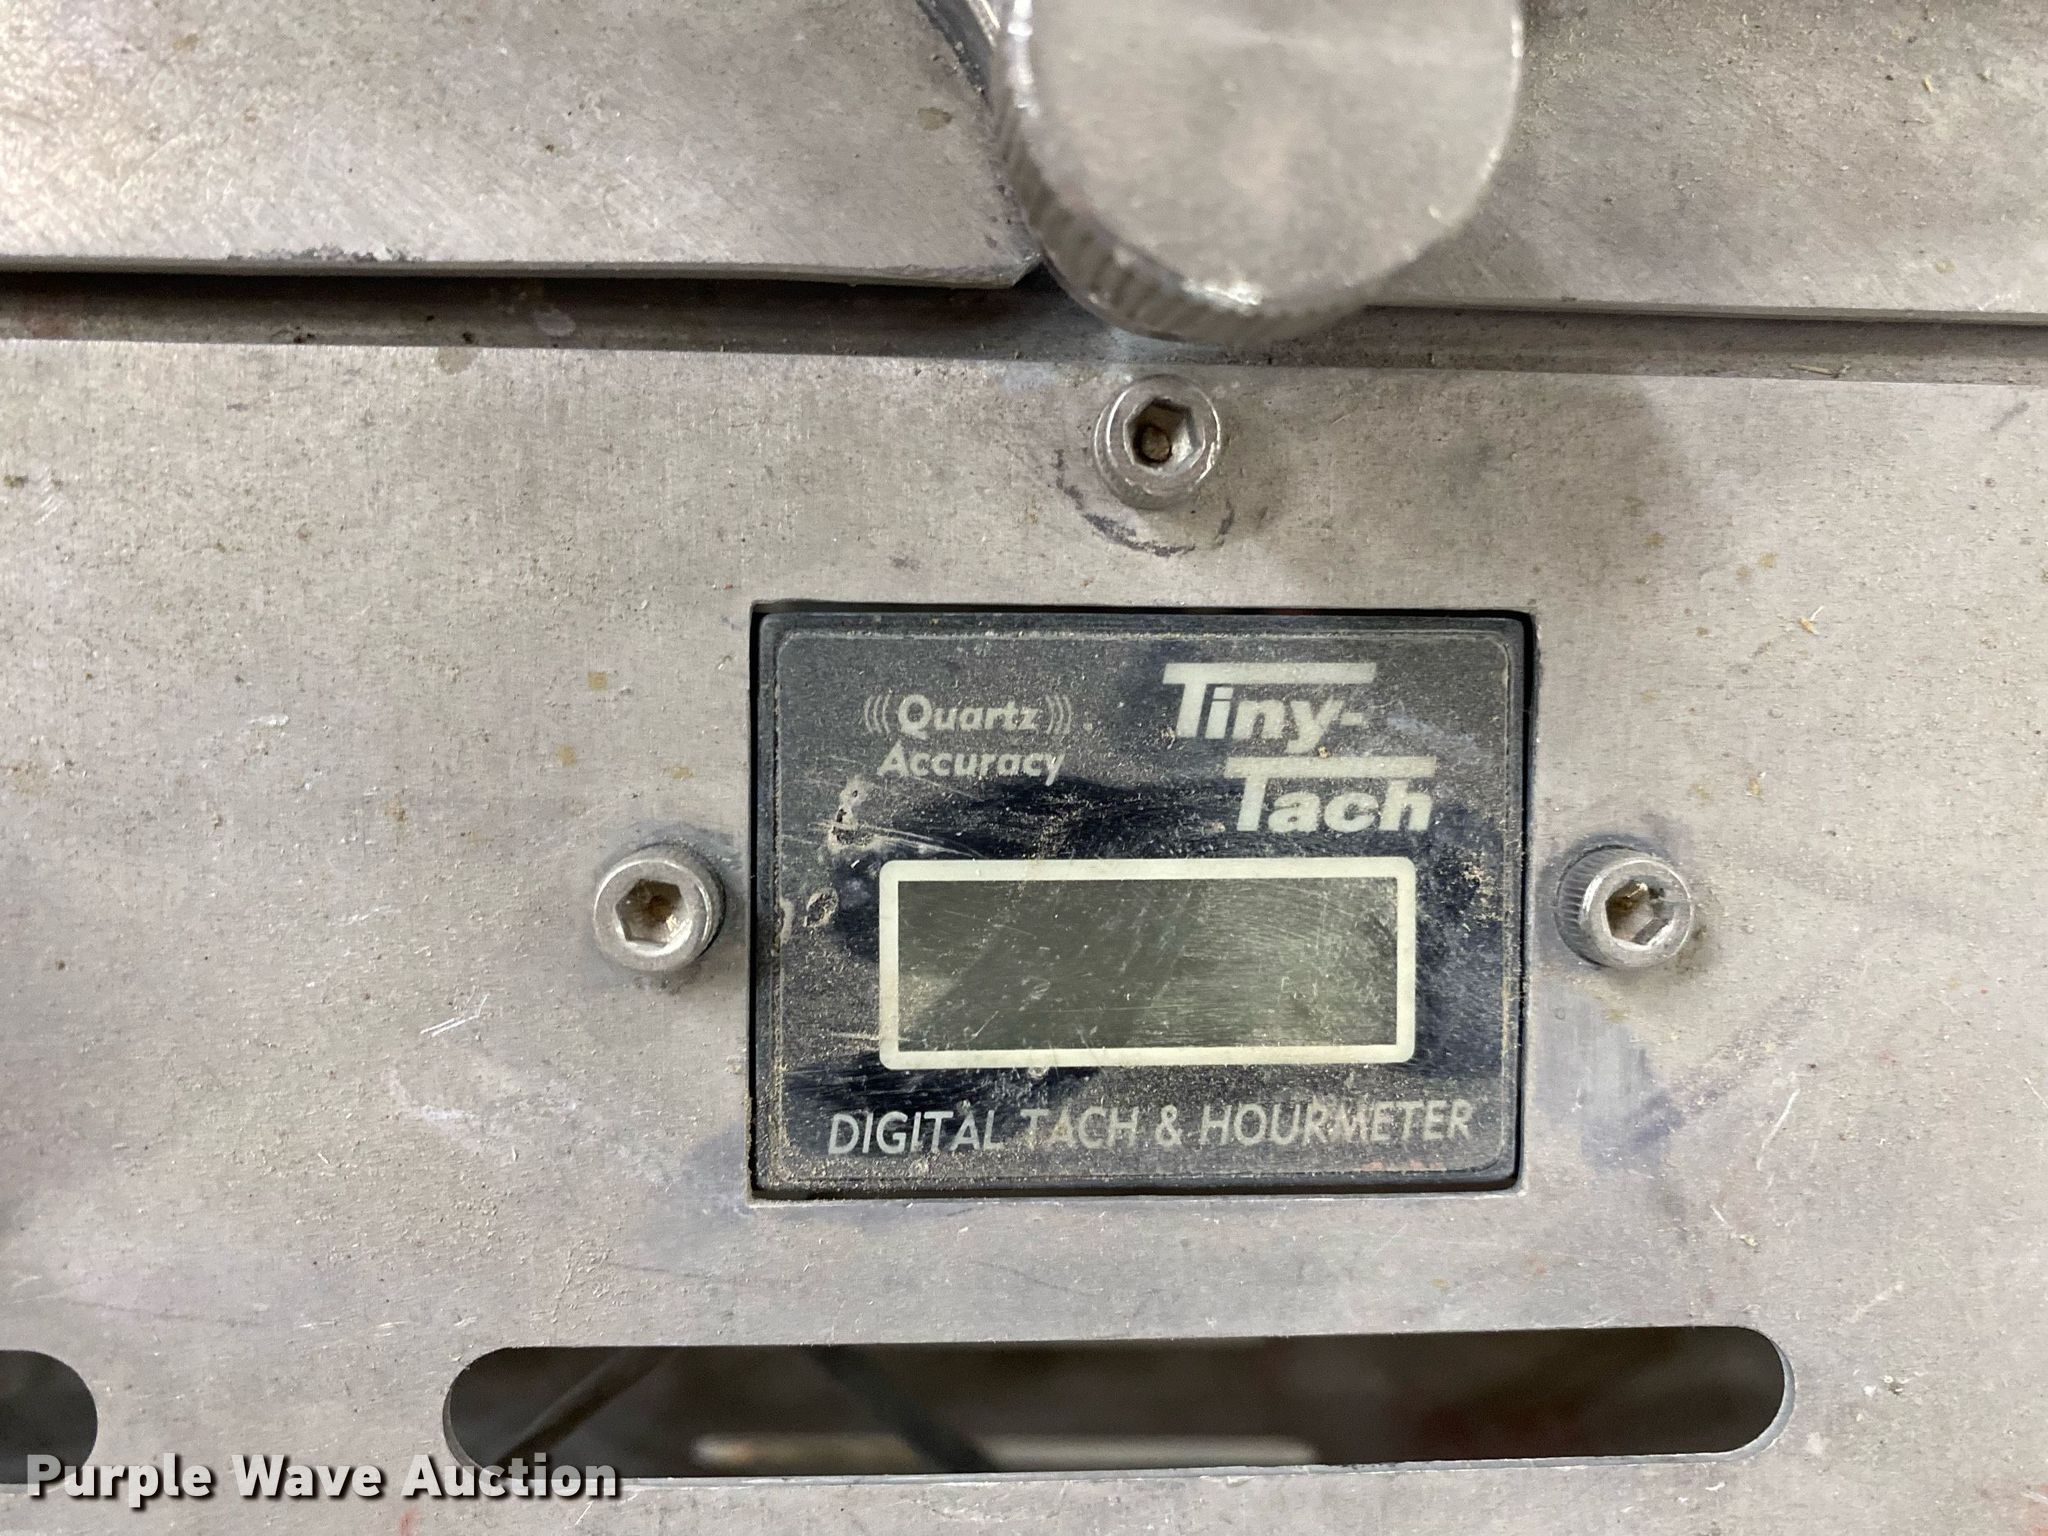 (((Quartz)))
Accuracy
Tiny-
Tach
DIGITAL TACH & HOURMETER
Purple Wave Auction